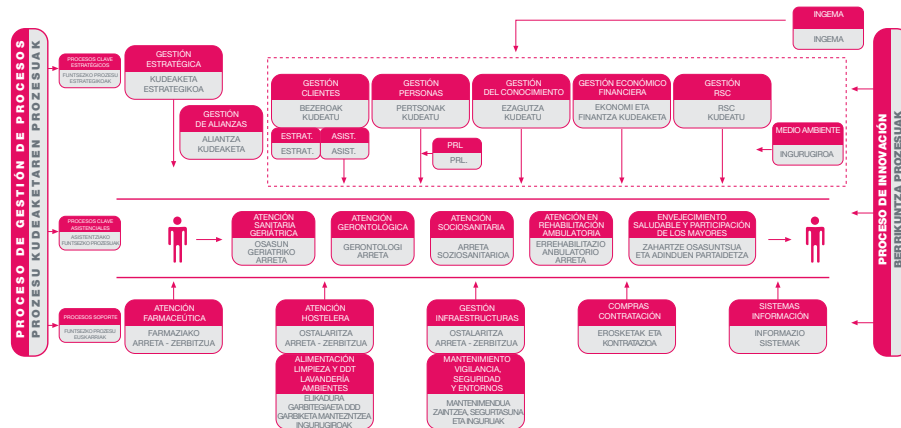 PROCESO DE GESTIÓN DE PROCESOS
PROZESU KUDEAKETAREN PROZESUAK
INGEMA
INGEMA
PROCESOS CLAVE
ESTRATÉGICOS
FUNTSEZKO PROZESU
ESTRATEGIKOAK
GESTIÓN
ESTRATÉGICA
KUDEAKETA
ESTRATEGIKOA
GESTIÓN
DE ALIANZAS
ALIANTZA
KUDEAKETA
GESTIÓN
CLIENTES
BEZEROAK
KUDEATU
ESTRAT.
ESTRAT.
ASIST.
ASIST.
GESTIÓN
PERSONAS
PERTSONAK
KUDEATU
PRL
PRL.
GESTIÓN
DEL CONOCIMIENTO
EZAGUTZA
KUDEATU
GESTIÓN ECONÓMICO
FINANCIERA
EKONOMI ETA
FINANTZA KUDEAKETA
GESTIÓN
RSC
RSC
KUDEATU
MEDIO AMBIENTE
INGURUGIROA
PROCESOS CLAVE
ASISTENCIALES
ASISTENTZIAKO
FUNTSEZKO PROZESUAK
ATENCIÓN
SANITARIA
GERIÁTRICA
OSASUN
GERIATRIKO
ARRETA
ATENCIÓN
GERONTOLÓGICA
GERONTOLOGI
ARRETA
ATENCIÓN
SOCIOSANITARIA
ARRETA
SOZIOSANITARIOA
ATENCIÓN EN
REHABILITACIÓN
AMBULATORIA
ERREHABILITAZIO
ANBULATORIO
ARRETA
ENVEJECIMIENTO
SALUDABLE Y PARTICIPACIÓN
DE LOS MAYORES
ZAHARTZE OSASUNTSUA
ETA ADINDUEN PARTAIDETZA
PROCESOS SOPORTE
FUNTSEZKO PROZESU
EUSKARRIAK
ATENCIÓN
FARMACEÚTICA
FARMAZIAKO
ARRETA - ZERBITZUA
ATENCIÓN
HOSTELERA
OSTALARITZA
ARRETA - ZERBITZUA
ALIMENTACIÓN
LIMPIEZA Y DDT
LAVANDERÍA
AMBIENTES
ELIKADURA
GARBITEGIAETA DDD
GARBIKETA MANTEZNTZEA
INGURUGIROAK
GESTIÓN
INFRAESTRUCTURAS
OSTALARITZA
ARRETA - ZERBITZUA
MANTENIMIENTO
VIGILANCIA,
SEGURIDAD
Y ENTORNOS
MANTENIMENDUA
ZAINTZEA, SEGURTASUNA
ETA INGURUAK
COMPRAS
CONTRATACIÓN
EROSKETAK ETA
KONTRATAZIOA
SISTEMAS
INFORMACIÓN
INFORMAZIO
SISTEMAK
PROCESO DE INNOVACIÓN
BERRIKUNTZA PROZESUAK